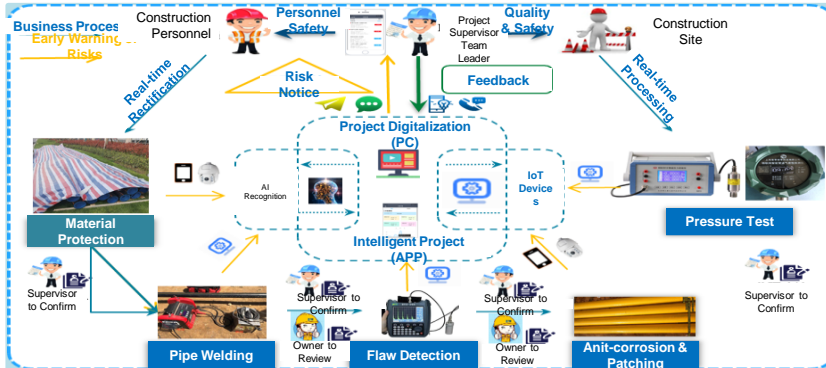 Business Proces
Early Warning of
Risks
Construction
Personnel
Personnel
Safety
Project
Supervisor
Team
Leader
Quality
& Safety
Construction
Site
Real-time
Rectification
Risk
Notice
Feedback
Real-time
Processing
Project Digitalization
(PC)
AI
Recognition
IoT
Device
s
Intelligent Project
(APP)
Material
Protection
Pressure Test
Supervisor
to Confirm
Supervisor to
Confirm
Owner to
Review
Supervisor to
Confirm
Owner to
Review
Supervisor
to Confirm
Pipe Welding
Flaw Detection
Anit-corrosion &
Patching